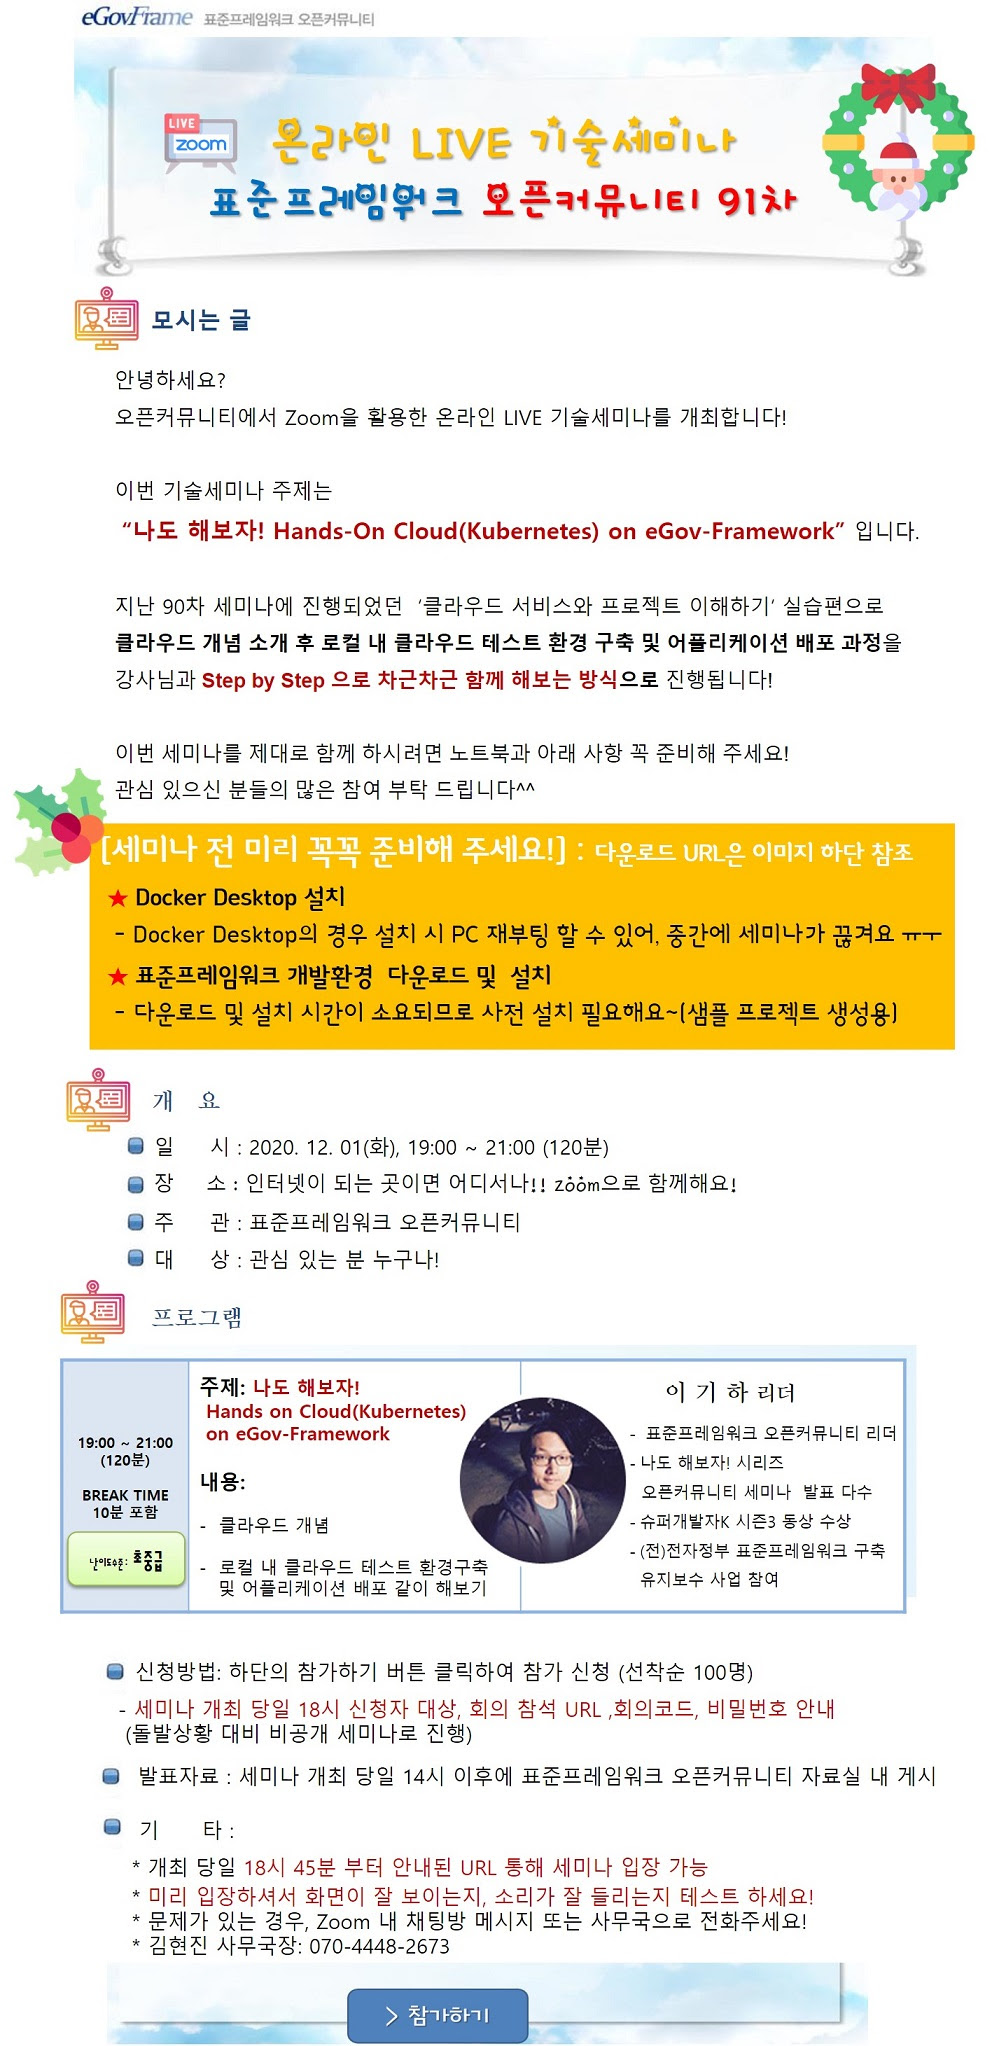 eGovFrame 표준프레임워크 오픈커뮤니티
LIVE
zoom
온라인 LIVE 기술세미나
표준프레임워크 오픈커뮤니티 91차
모시는 글
안녕하세요?
오픈커뮤니티에서 Zoom을 활용한 온라인 LIVE 기술세미나를 개최합니다!
이번 기술세미나 주제는
“나도 해보자! Hands-On Cloud(Kubernetes) on eGov-Framework” 입니다.
지난 90차 세미나에 진행되었던 ‘클라우드 서비스와 프로젝트 이해하기’ 실습편으로
클라우드 개념 소개 후 로컬 내 클라우드 테스트 환경 구축 및 어플리케이션 배포 과정을
강사님과 Step by Step 으로 차근차근 함께 해보는 방식으로 진행됩니다!
이번 세미나를 제대로 함께 하시려면 노트북과 아래 사항 꼭 준비해 주세요!
관심 있으신 분들의 많은 참여 부탁 드립니다^^
[세미나 전 미리 꼭꼭 준비해 주세요!] : 다운로드 URL은 이미지 하단 참조
★ Docker Desktop 설치
- Docker Desktop의 경우 설치 시 PC 재부팅 할 수 있어, 중간에 세미나가 끊겨요 ㅠㅜ
★ 표준프레임워크 개발환경 다운로드 및 설치
- 다운로드 및 설치 시간이 소요되므로 사전 설치 필요해요~(샘플 프로젝트 생성용)
개 요
일 시 : 2020. 12. 01(화), 19:00 ~ 21:00 (120분)
장 소 : 인터넷이 되는 곳이면 어디서나!! zoom으로 함께해요!
주 관 : 표준프레임워크 오픈커뮤니티
대 상 : 관심 있는 분 누구나!
프로그램
19:00 ~ 21:00
(120분)
BREAK TIME
10분 포함
난이도수준: 초중급
주제: 나도 해보자!
Hands on Cloud(Kubernetes)
on eGov-Framework
내용:
- 클라우드 개념
- 로컬 내 클라우드 테스트 환경구축
및 어플리케이션 배포 같이 해보기
이 기 하 리더
- 표준프레임워크 오픈커뮤니티 리더
- 나도 해보자! 시리즈
오픈커뮤니티 세미나 발표 다수
- 슈퍼개발자K 시즌3 동상 수상
- (전)전자정부 표준프레임워크 구축
유지보수 사업 참여
신청방법: 하단의 참가하기 버튼 클릭하여 참가 신청 (선착순 100명)
- 세미나 개최 당일 18시 신청자 대상, 회의 참석 URL ,회의코드, 비밀번호 안내
(돌발상황 대비 비공개 세미나로 진행)
발표자료 : 세미나 개최 당일 14시 이후에 표준프레임워크 오픈커뮤니티 자료실 내 게시
기 타 :
* 개최 당일 18시 45분 부터 안내된 URL 통해 세미나 입장 가능
* 미리 입장하셔서 화면이 잘 보이는지, 소리가 잘 들리는지 테스트 하세요!
* 문제가 있는 경우, Zoom 내 채팅방 메시지 또는 사무국으로 전화주세요!
* 김현진 사무국장: 070-4448-2673
> 참가하기